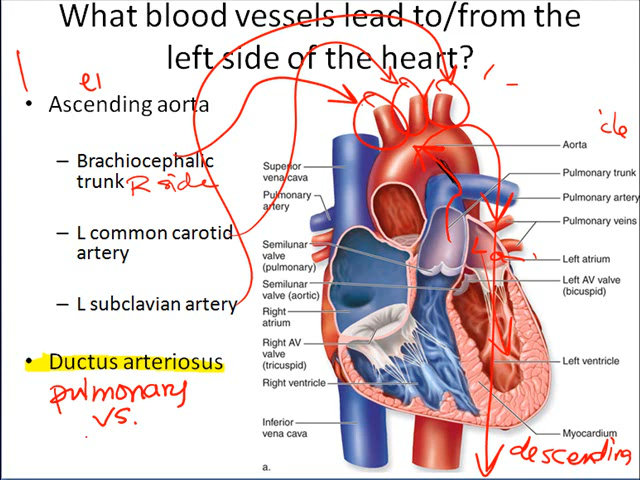 What blood vessels lead to/from the
left side of the heart?
el
• Ascending aorta
– Brachiocephalic
trunk R side
– L common carotid
artery
– L subclavian artery
• Ductus arteriosus
pulmonary
vs.
Superior
vena cava
Pulmonary
artery
Semilunar
valve
(pulmonary)
Semilunar
valve (aortic)
Right
atrium
Right AV
valve
(tricuspid)
Right ventricle
Inferior
vena cava
a.
cle
Aorta
Pulmonary trunk
Pulmonary artery
Pulmonary veins
Left atrium
Left AV valve
(bicuspid)
Left ventricle
Myocardium
descending